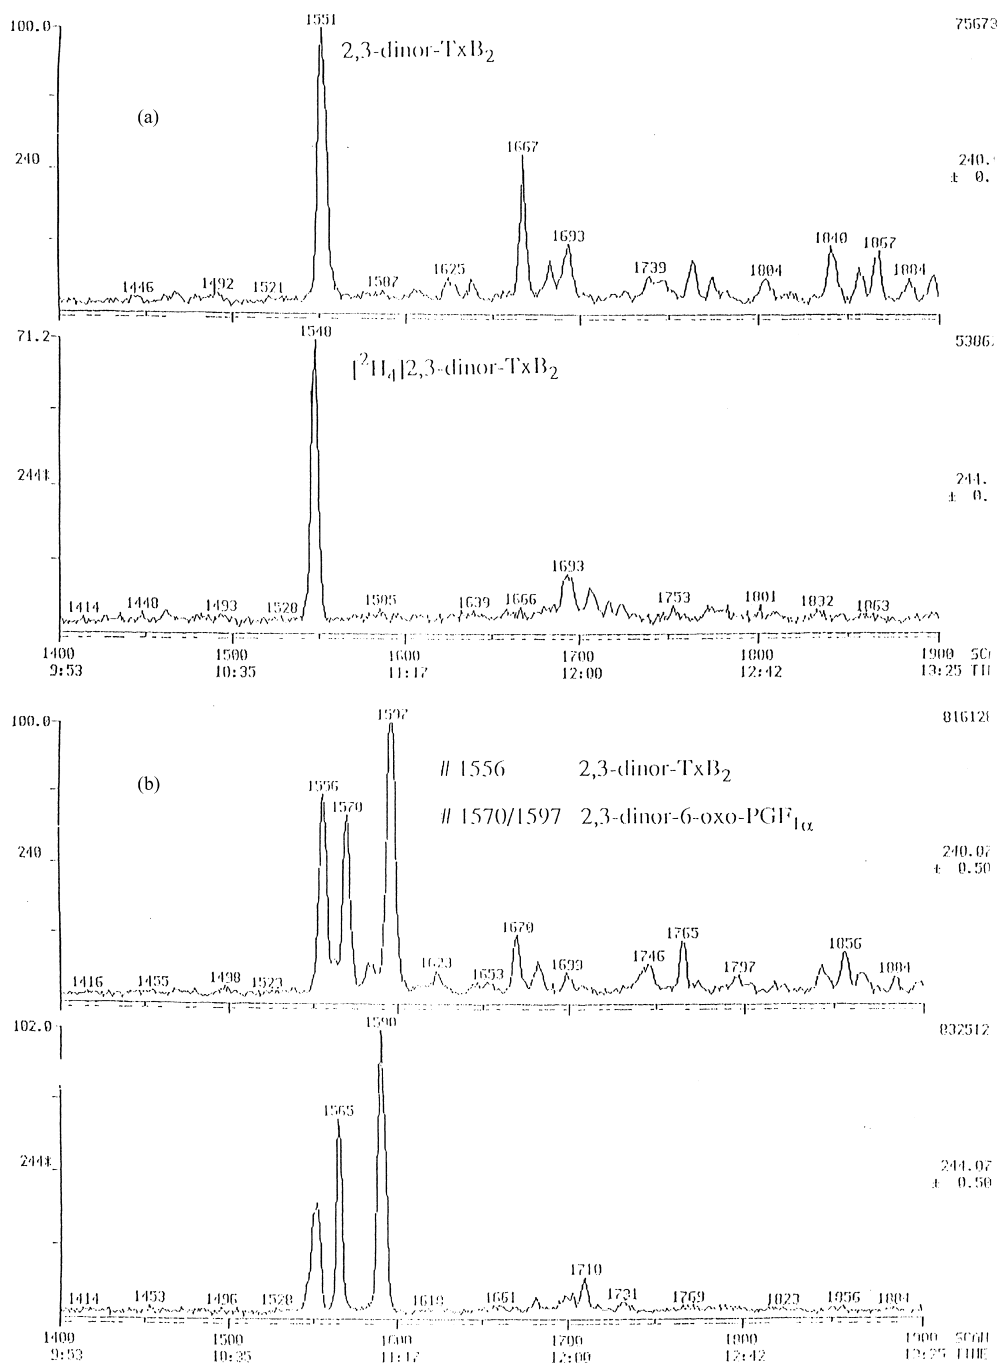 1551
100.0
2,3-dinor-TxB2
(a)
1667
240
240.
± 0.
1693
1840 1867
1446 1492 1521 1587 1625 1739 1804 1884
71.2
1548
[2H4]2,3-dinor-TxB2
244‡
244.
± 0.
1693
1414 1448 1493 1528 1585 1639 1666 1753 1801 1832 1863
1400 1500 1600 1700 1800 1900
9:53 10:35 11:17 12:00 12:42 13:25
100.0
1597
(b)
# 1556 2,3-dinor-TxB2
1556
1570
# 1570/1597 2,3-dinor-6-oxo-PGF1α
240
240.07
± 0.50
1670
1765
1416 1455 1498 1523 1623 1653 1699 1746 1797 1856 1884
102.0
1590
832512
1565
244‡
244.07
± 0.50
1710
1414 1453 1496 1528 1618 1661 1731 1769 1823 1856 1884
1400 1500 1600 1700 1800 1900
9:53 10:35 11:17 12:00 12:42 13:25 TIME